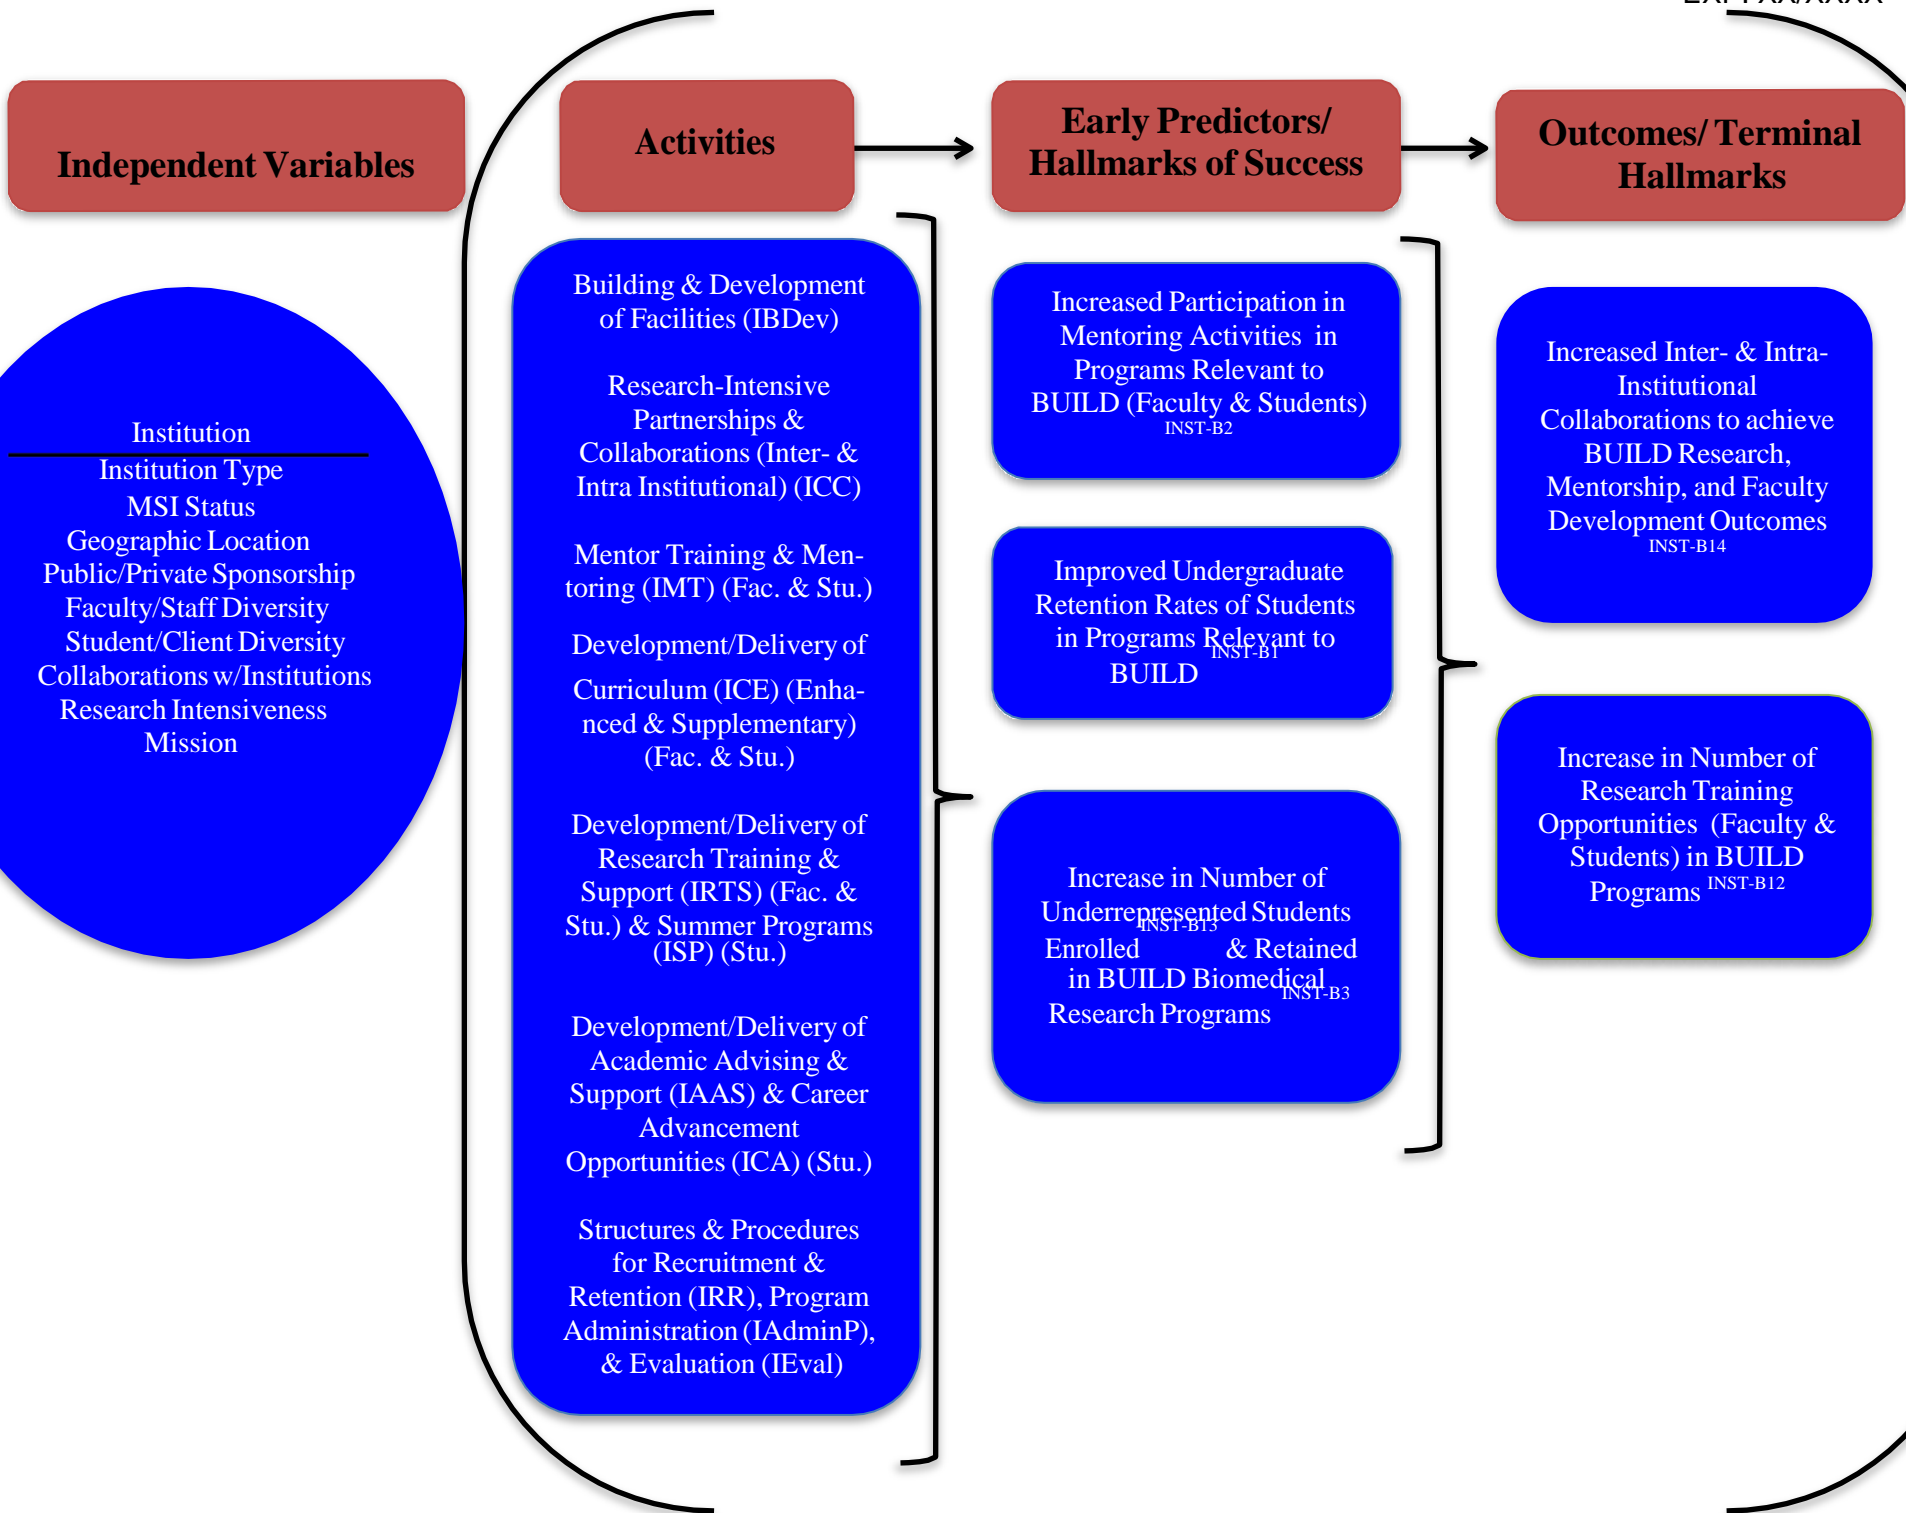 Independent Variables
Activities
Early Predictors/
Hallmarks of Success
Outcomes/ Terminal
Hallmarks
Institution
Institution Type
MSI Status
Geographic Location
Public/Private Sponsorship
Faculty/Staff Diversity
Student/Client Diversity
Collaborations w/Institutions
Research Intensiveness
Mission
Building & Development
of Facilities (IBDev)
Research-Intensive
Partnerships &
Collaborations (Inter- &
Intra Institutional) (ICC)
Mentor Training & Men-
toring (IMT) (Fac. & Stu.)
Development/Delivery of
Curriculum (ICE) (Enha-
nced & Supplementary)
(Fac. & Stu.)
Development/Delivery of
Research Training &
Support (IRTS) (Fac. &
Stu.) & Summer Programs
(ISP) (Stu.)
Development/Delivery of
Academic Advising &
Support (IAAS) & Career
Advancement
Opportunities (ICA) (Stu.)
Structures & Procedures
for Recruitment &
Retention (IRR), Program
Administration (IAdminP),
& Evaluation (IEval)
Increased Participation in
Mentoring Activities in
Programs Relevant to
BUILD (Faculty & Students)
INST-B2
Improved Undergraduate
Retention Rates of Students
in Programs Relevant to
INST-B1
BUILD
Increase in Number of
Underrepresented Students
INST-B13
Enrolled & Retained
in BUILD Biomedical
INST-B3
Research Programs
Increased Inter- & Intra-
Institutional
Collaborations to achieve
BUILD Research,
Mentorship, and Faculty
Development Outcomes
INST-B14
Increase in Number of
Research Training
Opportunities (Faculty &
Students) in BUILD
Programs INST-B12